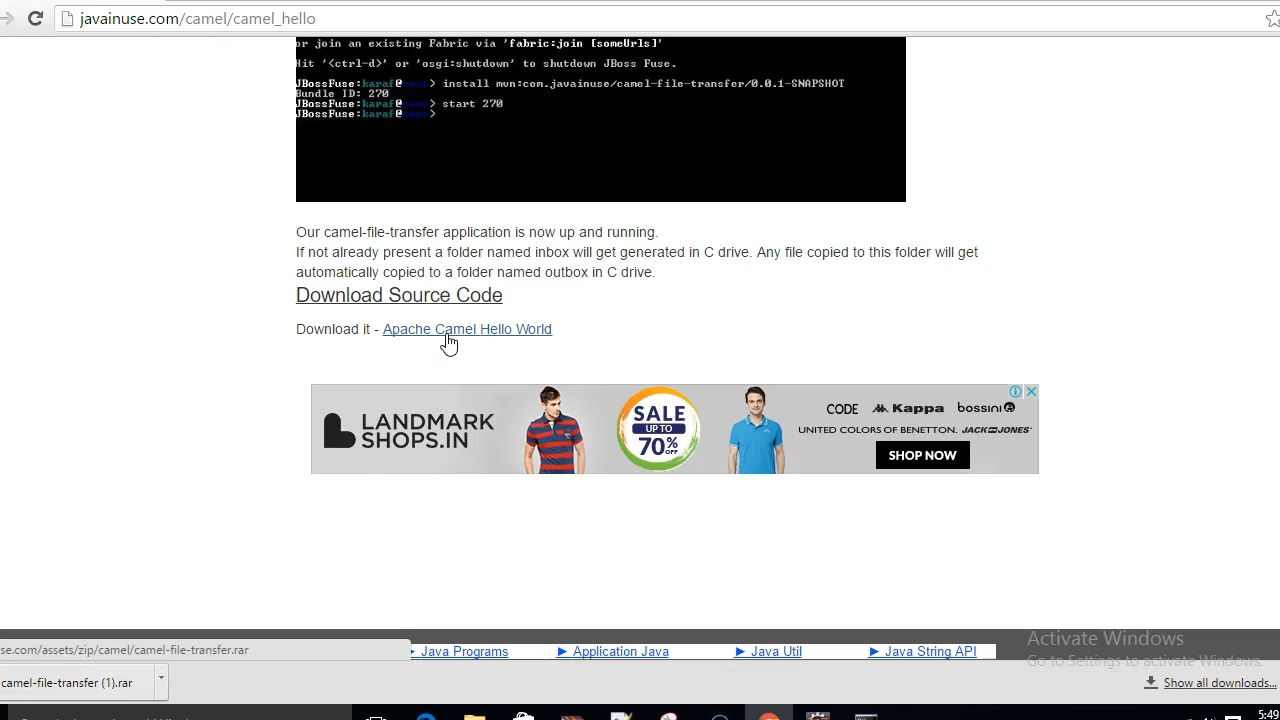 javainuse.com/camel/camel_hello
or join an existing Fabric via 'fabric:join [someUrls]'
Hit '<ctrl-d>' or 'osgi:shutdown' to shutdown JBoss Fuse.
JBossFuse:karaf@root> install mvn:com.javainuse/camel-file-transfer/0.0.1-SNAPSHOT
Bundle ID: 270
JBossFuse:karaf@root> start 270
JBossFuse:karaf@root>
Our camel-file-transfer application is now up and running.
If not already present a folder named inbox will get generated in C drive. Any file copied to this folder will get
automatically copied to a folder named outbox in C drive.
Download Source Code
Download it - Apache Camel Hello World
LANDMARK
SHOPS.IN
SALE
UP TO
70%
OFF
CODE Kappa bossini
UNITED COLORS OF BENETTON. JACK & JONES
SHOP NOW
Activate Windows
Go to Settings to activate Windows.
se.com/assets/zip/camel/camel-file-transfer.rar
► Java Programs ► Application Java ► Java Util ► Java String API
camel-file-transfer (1).rar
Show all downloads...
5:49